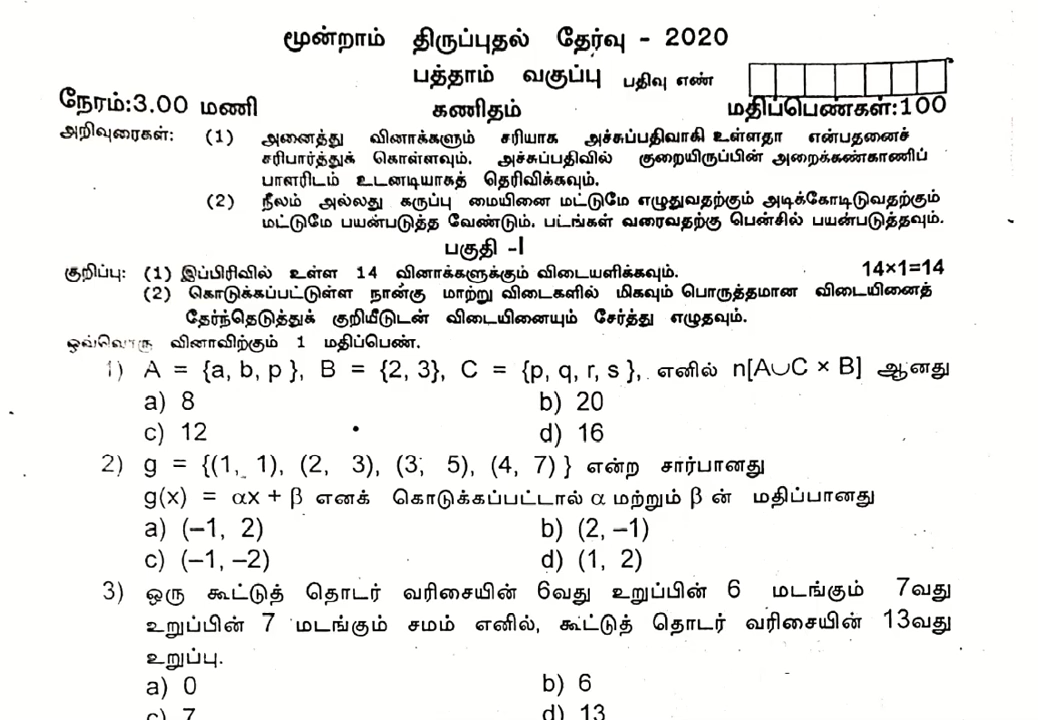 மூன்றாம் திருப்புதல் தேர்வு - 2020
பத்தாம் வகுப்பு பதிவு எண்
நேரம்:3.00 மணி கணிதம் மதிப்பெண்கள்:100
அறிவுரைகள்: (1) அனைத்து வினாக்களும் சரியாக அச்சுப்பதிவாகி உள்ளதா என்பதனைச்
சரிபார்த்துக் கொள்ளவும். அச்சுப்பதிவில் குறையிருப்பின் அறைக்கண்காணிப்
பாளரிடம் உடனடியாகத் தெரிவிக்கவும்.
(2) நீலம் அல்லது கருப்பு மையினை மட்டுமே எழுதுவதற்கும் அடிக்கோடிடுவதற்கும்
மட்டுமே பயன்படுத்த வேண்டும். படங்கள் வரைவதற்கு பென்சில் பயன்படுத்தவும்.
பகுதி -I
குறிப்பு: (1) இப்பிரிவில் உள்ள 14 வினாக்களுக்கும் விடையளிக்கவும். 14×1=14
(2) கொடுக்கப்பட்டுள்ள நான்கு மாற்று விடைகளில் மிகவும் பொருத்தமான விடையினைத்
தேர்ந்தெடுத்துக் குறியீட்டுடன் விடையினையும் சேர்த்து எழுதவும்.
ஒவ்வொரு வினாவிற்கும் 1 மதிப்பெண்.
1) A = {a, b, p }, B = {2, 3}, C = {p, q, r, s }, எனில் n[A∪C × B] ஆனது
a) 8 b) 20
c) 12 d) 16
2) g = {(1, 1), (2, 3), (3, 5), (4, 7) } என்ற சார்பானது
g(x) = αx + β எனக் கொடுக்கப்பட்டால் α மற்றும் β ன் மதிப்பானது
a) (–1, 2) b) (2, –1)
c) (–1, –2) d) (1, 2)
3) ஒரு கூட்டுத் தொடர் வரிசையின் 6வது உறுப்பின் 6 மடங்கும் 7வது
உறுப்பின் 7 மடங்கும் சமம் எனில், கூட்டுத் தொடர் வரிசையின் 13வது
உறுப்பு.
a) 0 b) 6
c) 7 d) 13